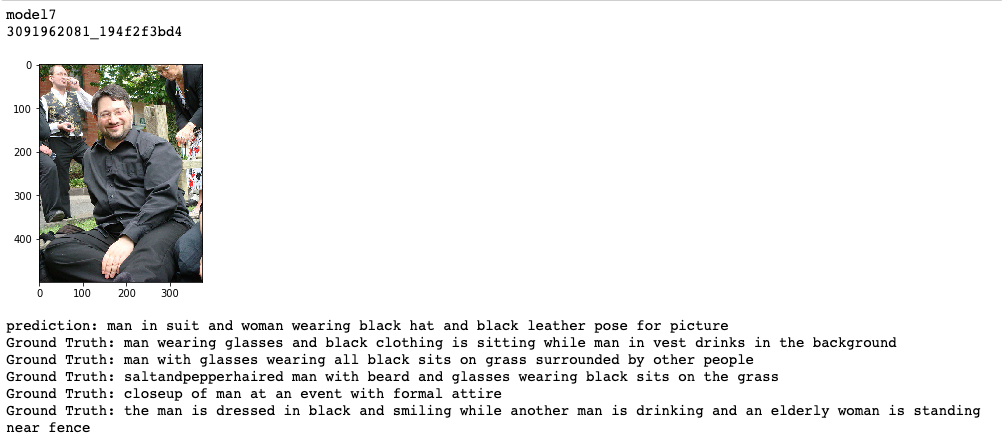 model7
3091962081_194f2f3bd4
0
100
200
300
400
0 100 200 300
prediction: man in suit and woman wearing black hat and black leather pose for picture
Ground Truth: man wearing glasses and black clothing is sitting while man in vest drinks in the background
Ground Truth: man with glasses wearing all black sits on grass surrounded by other people
Ground Truth: saltandpepperhaired man with beard and glasses wearing black sits on the grass
Ground Truth: closeup of man at an event with formal attire
Ground Truth: the man is dressed in black and smiling while another man is drinking and an elderly woman is standing
near fence